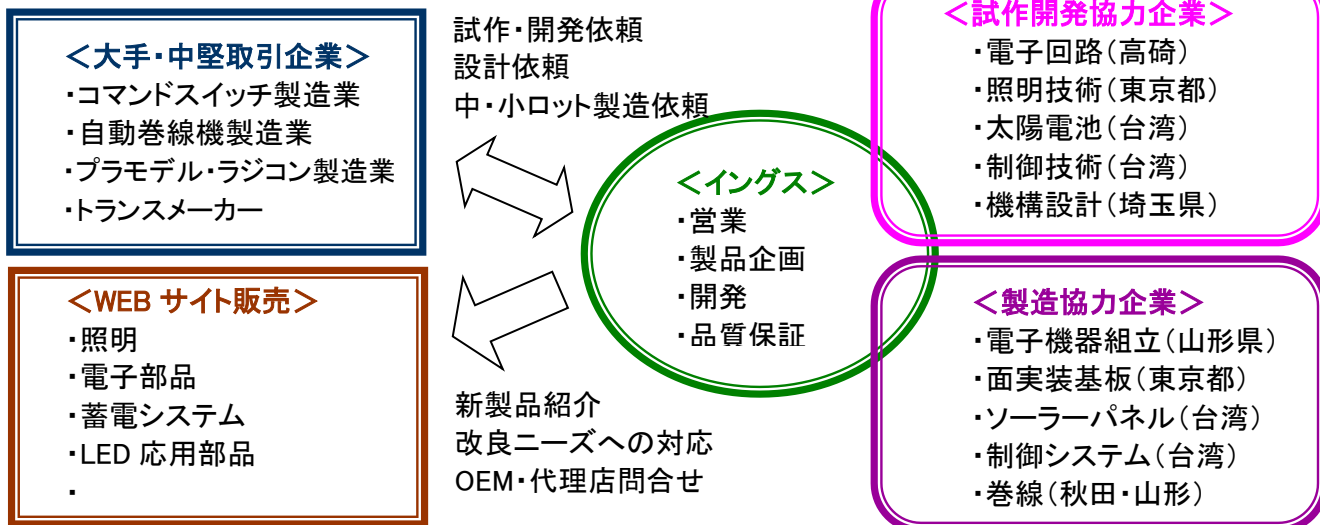 ＜大手・中堅取引企業＞
・コマンドスイッチ製造業
・自動巻線機製造業
・プラモデル・ラジコン製造業
・トランスメーカー
＜WEB サイト販売＞
・照明
・電子部品
・蓄電システム
・LED 応用部品
・
試作・開発依頼
設計依頼
中・小ロット製造依頼
新製品紹介
改良ニーズへの対応
OEM・代理店問合せ
＜イングス＞
・営業
・製品企画
・開発
・品質保証
＜試作開発協力企業＞
・電子回路（高碕）
・照明技術（東京都）
・太陽電池（台湾）
・制御技術（台湾）
・機構設計（埼玉県）
＜製造協力企業＞
・電子機器組立（山形県）
・面実装基板（東京都）
・ソーラーパネル（台湾）
・制御システム（台湾）
・巻線（秋田・山形）